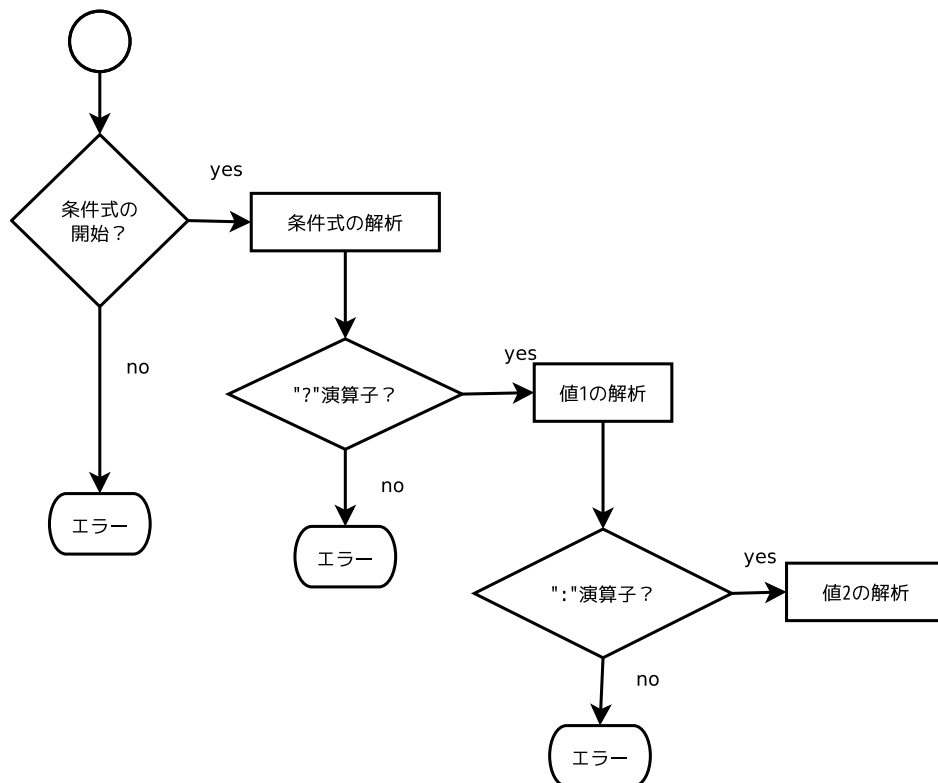 yes
条件式の
開始？
条件式の解析
no
yes
"?"演算子？
値1の解析
no
エラー
エラー
yes
":"演算子？
値2の解析
no
エラー